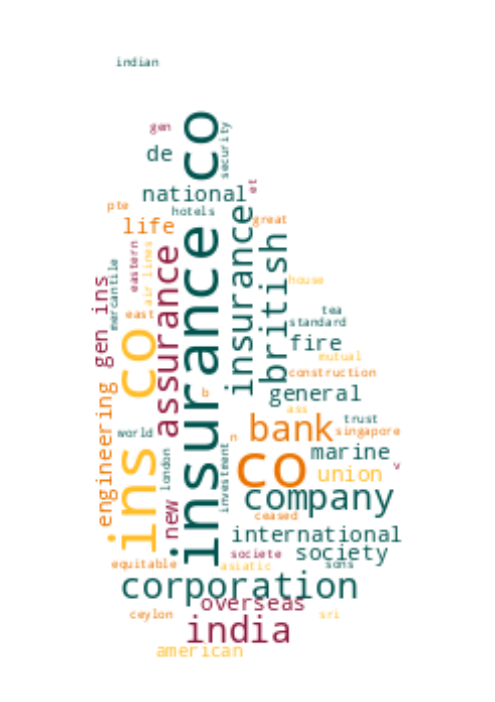 indian
gen
de
insurance co
security
national
et
pte
hotels
life
great
insurance
british
eastern
air lines
mercantile
assurance
gen ins
house
east
tea
standard
fire
ins co
mutual
construction
engineering
b
general
ass
trust
bank
singapore
world
n
marine
london
investment
co
v
union
new
company
ceased
international
societe
society
equitable
asiatic
sons
corporation
overseas
ceylon
sri
india
american